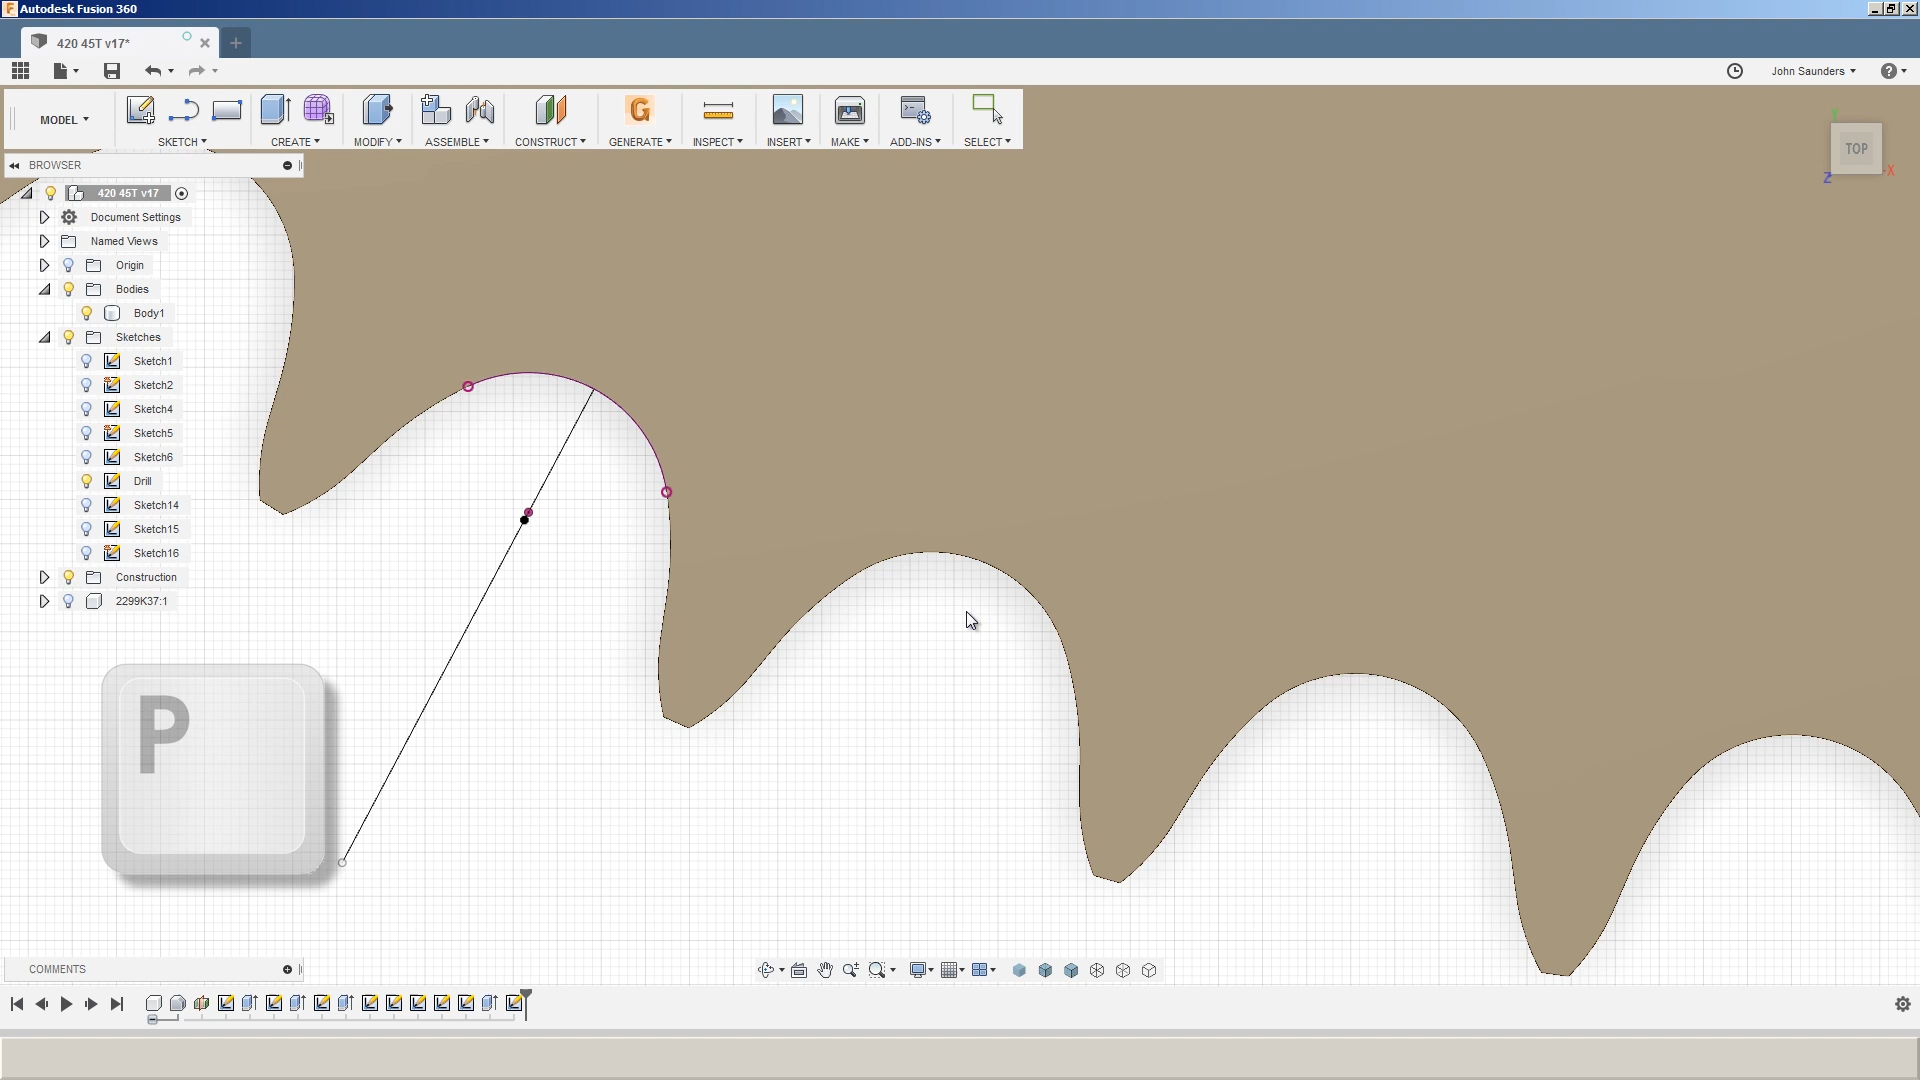 Autodesk Fusion 360
420 45T v17*
John Saunders
MODEL
SKETCH
CREATE
MODIFY
ASSEMBLE
CONSTRUCT
GENERATE
INSPECT
INSERT
MAKE
ADD-INS
SELECT
TOP
Y
X
Z
BROWSER
420 45T v17
Document Settings
Named Views
Origin
Bodies
Body1
Sketches
Sketch1
Sketch2
Sketch4
Sketch5
Sketch6
Drill
Sketch14
Sketch15
Sketch16
Construction
2299K37:1
P
COMMENTS